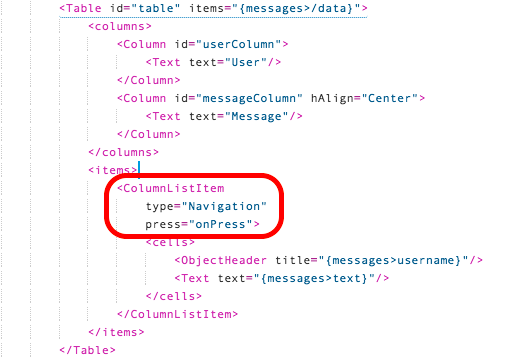 <Table id="table" items="{messages>/data}">
<columns>
<Column id="userColumn">
<Text text="User"/>
</Column>
<Column id="messageColumn" hAlign="Center">
<Text text="Message"/>
</Column>
</columns>
<items>
<ColumnListItem
type="Navigation"
press="onPress">
<cells>
<ObjectHeader title="{messages>username}"/>
<Text text="{messages>text}"/>
</cells>
</ColumnListItem>
</items>
</Table>